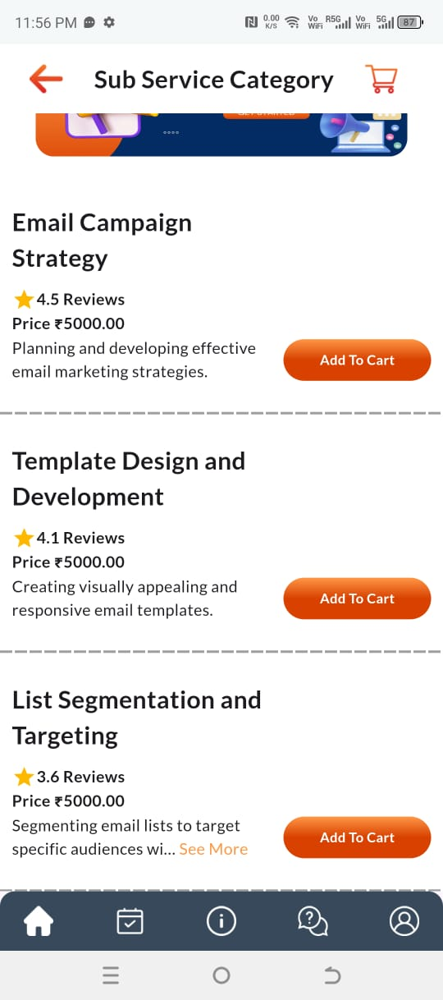 11:56 PM
0.00 K/S
Vo WiFi
R5G
Vo WiFi
5G
87
Sub Service Category
GET STARTED
Email Campaign
Strategy
4.5 Reviews
Price ₹5000.00
Planning and developing effective
email marketing strategies.
Add To Cart
Template Design and
Development
4.1 Reviews
Price ₹5000.00
Creating visually appealing and
responsive email templates.
Add To Cart
List Segmentation and
Targeting
3.6 Reviews
Price ₹5000.00
Segmenting email lists to target
specific audiences wi... See More
Add To Cart